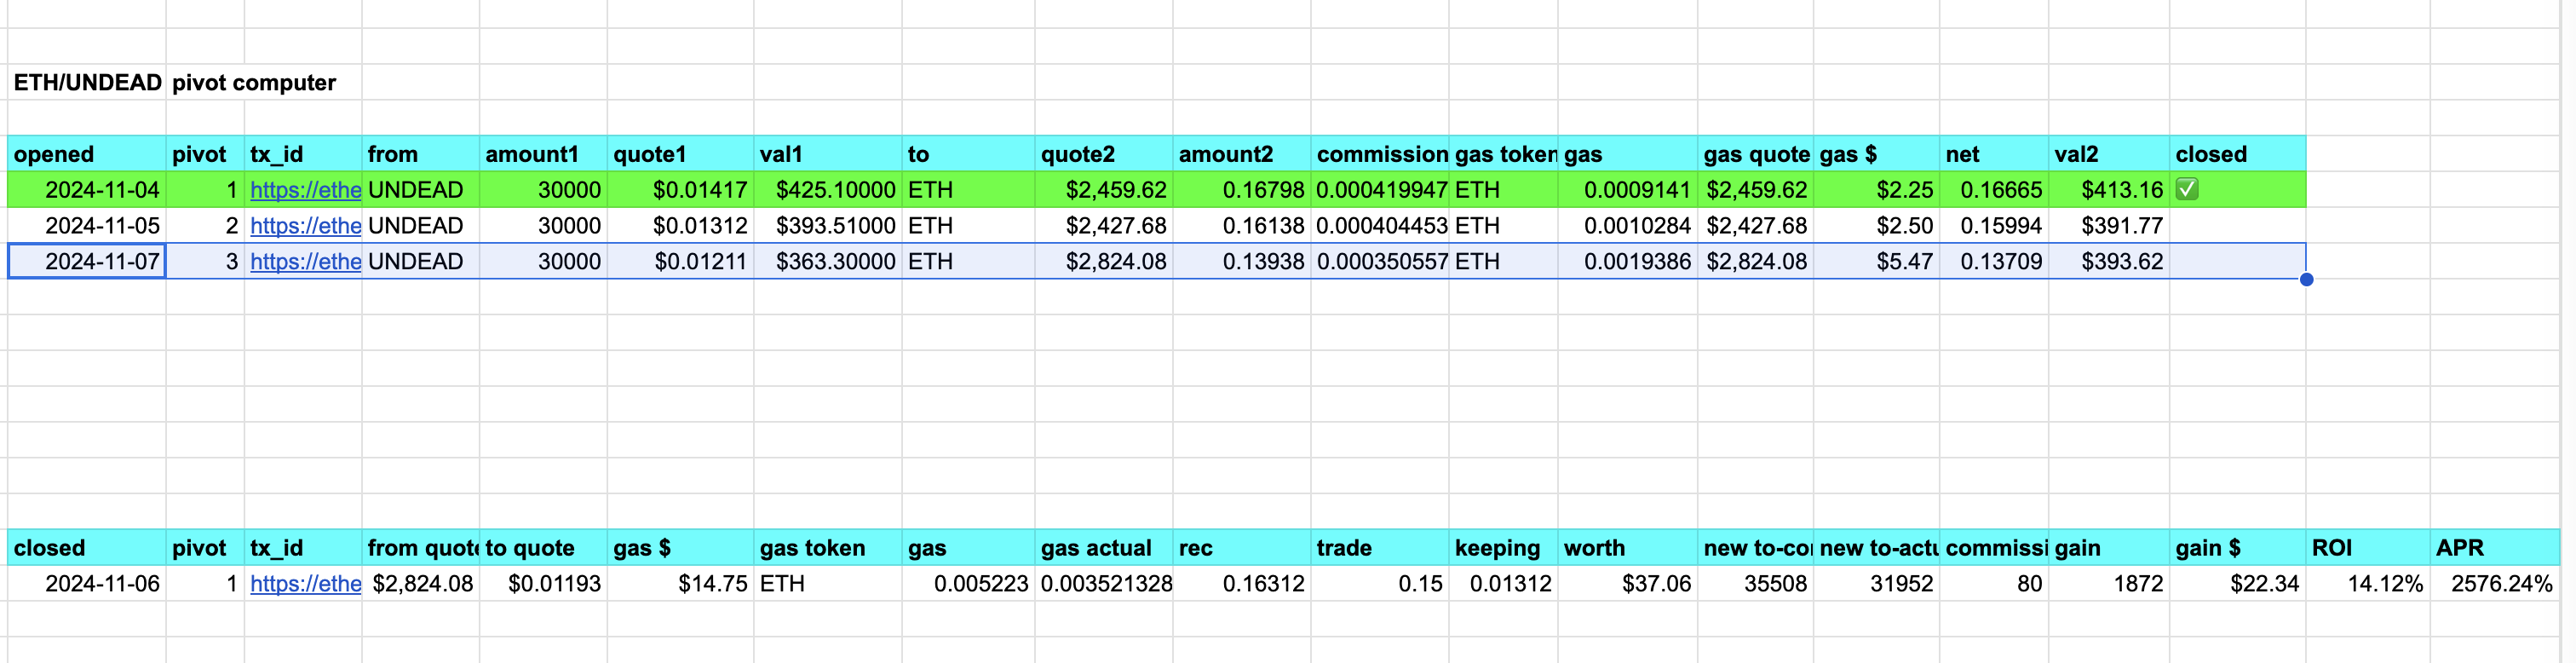 ETH/UNDEAD pivot computer
opened pivot tx_id from amount1 quote1 val1 to quote2 amount2 commission gas token gas gas quote gas $ net val2 closed
2024-11-04 1 https://ethe UNDEAD 30000 $0.01417 $425.10000 ETH $2,459.62 0.16798 0.000419947 ETH 0.0009141 $2,459.62 $2.25 0.16665 $413.16 ✅
2024-11-05 2 https://ethe UNDEAD 30000 $0.01312 $393.51000 ETH $2,427.68 0.16138 0.000404453 ETH 0.0010284 $2,427.68 $2.50 0.15994 $391.77
2024-11-07 3 https://ethe UNDEAD 30000 $0.01211 $363.30000 ETH $2,824.08 0.13938 0.000350557 ETH 0.0019386 $2,824.08 $5.47 0.13709 $393.62
closed pivot tx_id from quote to quote gas $ gas token gas gas actual rec trade keeping worth new to-co new to-actu commissi gain gain $ ROI APR
2024-11-06 1 https://ethe $2,824.08 $0.01193 $14.75 ETH 0.005223 0.003521328 0.16312 0.15 0.01312 $37.06 35508 31952 80 1872 $22.34 14.12% 2576.24%